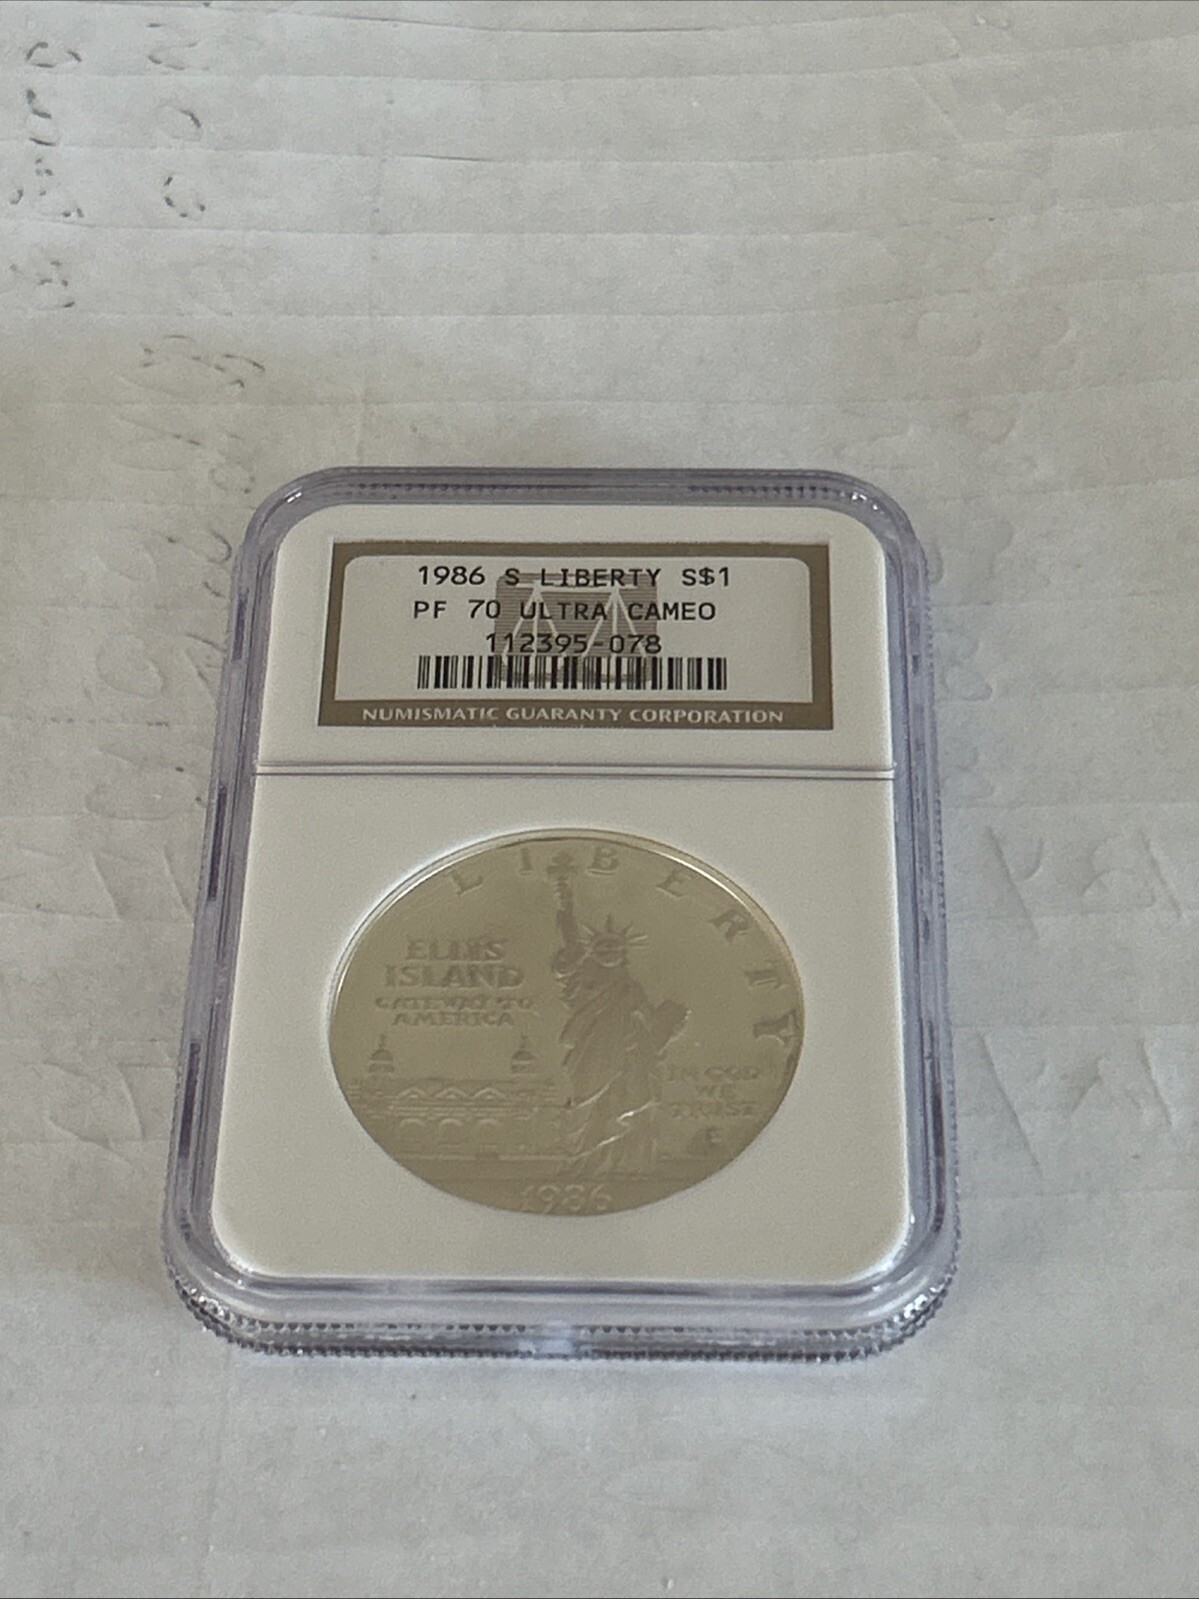 1986 S LIBERTY S$1
PF 70 ULTRA CAMEO
112395-078
NUMISMATIC GUARANTY CORPORATION
LIBERTY
ELLIS
ISLAND
GATEWAY TO
AMERICA
IN GOD
WE
TRUST
1986